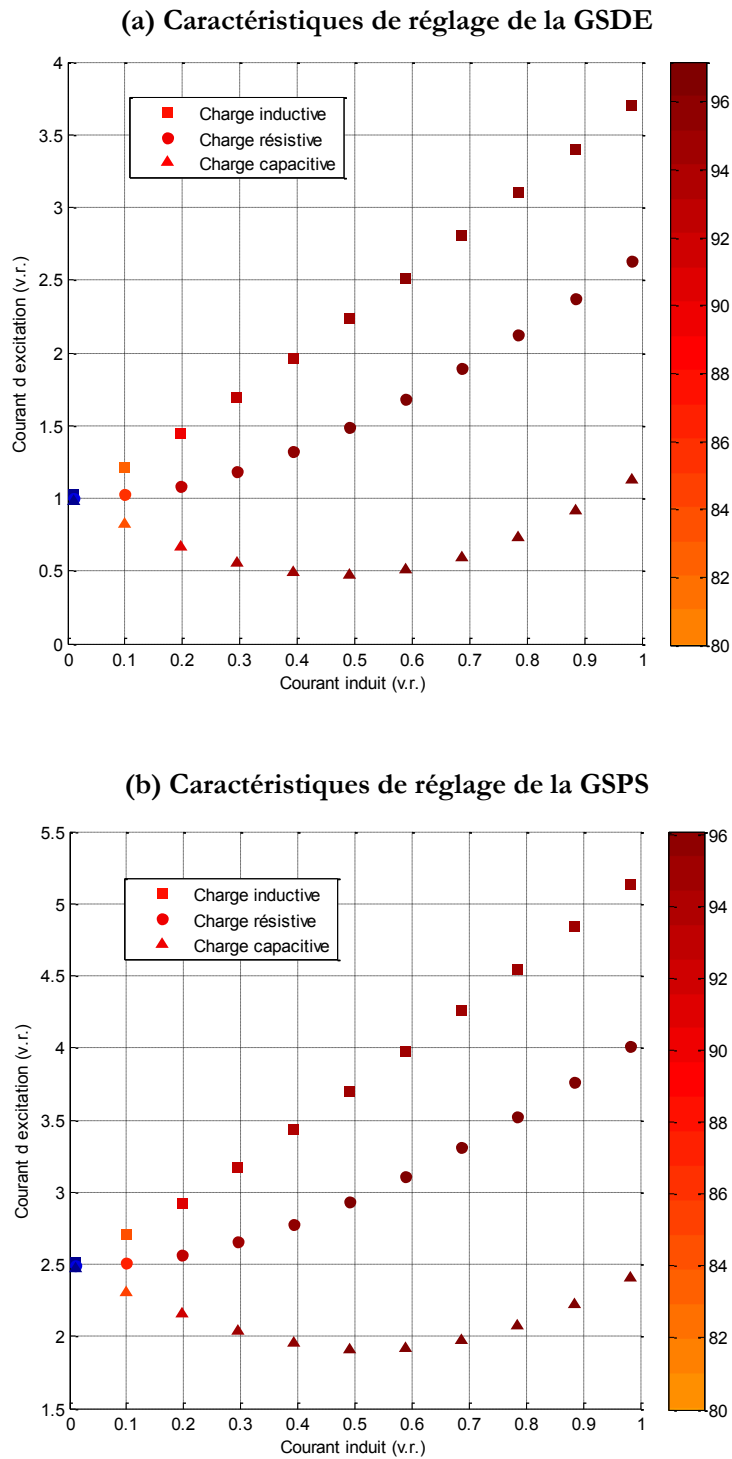 (a) Caractéristiques de réglage de la GSDE
4
3.5
3
2.5
2
1.5
1
0.5
0
Courant d excitation (v.r.)
Charge inductive
Charge résistive
Charge capacitive
0 0.1 0.2 0.3 0.4 0.5 0.6 0.7 0.8 0.9 1
Courant induit (v.r.)
96
94
92
90
88
86
84
82
80
(b) Caractéristiques de réglage de la GSPS
5.5
5
4.5
4
3.5
3
2.5
2
1.5
Courant d excitation (v.r.)
Charge inductive
Charge résistive
Charge capacitive
0 0.1 0.2 0.3 0.4 0.5 0.6 0.7 0.8 0.9 1
Courant induit (v.r.)
96
94
92
90
88
86
84
82
80